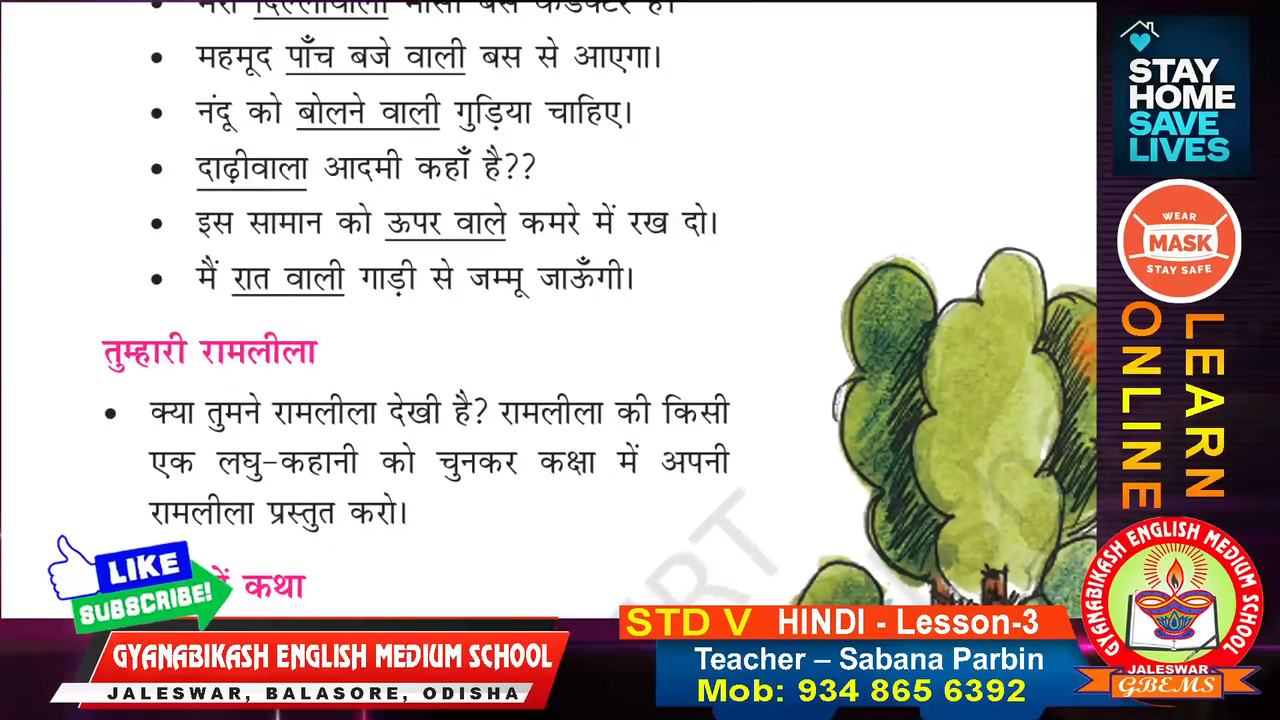 मेरी दिल्लीवाली मौसी बस कंडक्टर हैं।
• महमूद पाँच बजे वाली बस से आएगा।
• नंदू को बोलने वाली गुड़िया चाहिए।
• दाढ़ीवाला आदमी कहाँ है??
• इस सामान को ऊपर वाले कमरे में रख दो।
• मैं रात वाली गाड़ी से जम्मू जाऊँगी।
तुम्हारी रामलीला
• क्या तुमने रामलीला देखी है? रामलीला की किसी
एक लघु-कहानी को चुनकर कक्षा में अपनी
रामलीला प्रस्तुत करो।
में कथा
LIKE
SUBSCRIBE!
GYANABIKASH ENGLISH MEDIUM SCHOOL
JALESWAR, BALASORE, ODISHA
STD V HINDI - Lesson-3
Teacher – Sabana Parbin
Mob: 934 865 6392
STAY
HOME
SAVE
LIVES
WEAR
MASK
STAY SAFE
LEARN
ONLINE
GYANABIKASH ENGLISH MEDIUM SCHOOL
JALESWAR
GBEMS